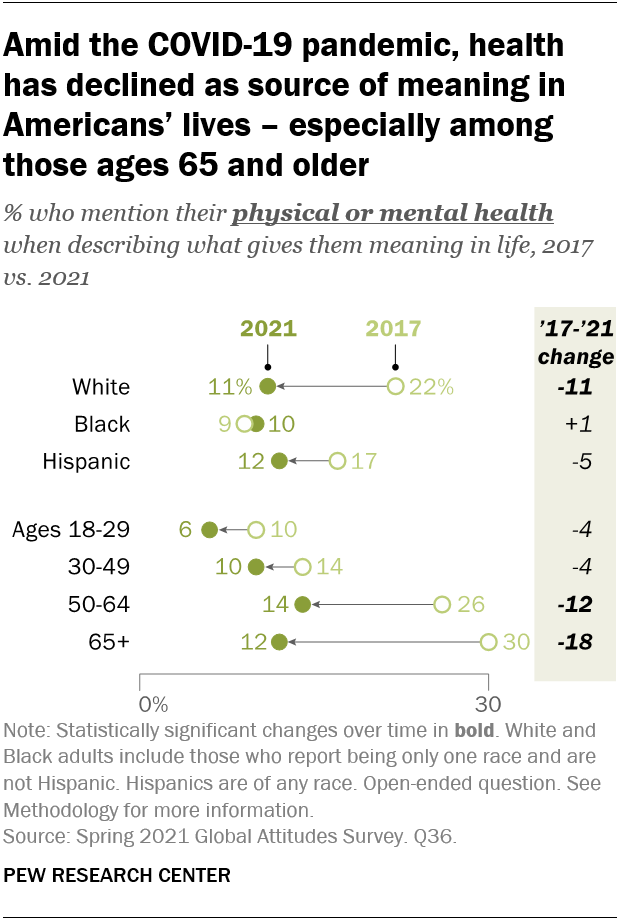 Amid the COVID-19 pandemic, health
has declined as source of meaning in
Americans’ lives – especially among
those ages 65 and older
% who mention their physical or mental health
when describing what gives them meaning in life, 2017
vs. 2021
2021 2017 ’17-’21
change
White 11% 22% -11
Black 9 10 +1
Hispanic 12 17 -5
Ages 18-29 6 10 -4
30-49 10 14 -4
50-64 14 26 -12
65+ 12 30 -18
0% 30
Note: Statistically significant changes over time in bold. White and
Black adults include those who report being only one race and are
not Hispanic. Hispanics are of any race. Open-ended question. See
Methodology for more information.
Source: Spring 2021 Global Attitudes Survey. Q36.
PEW RESEARCH CENTER